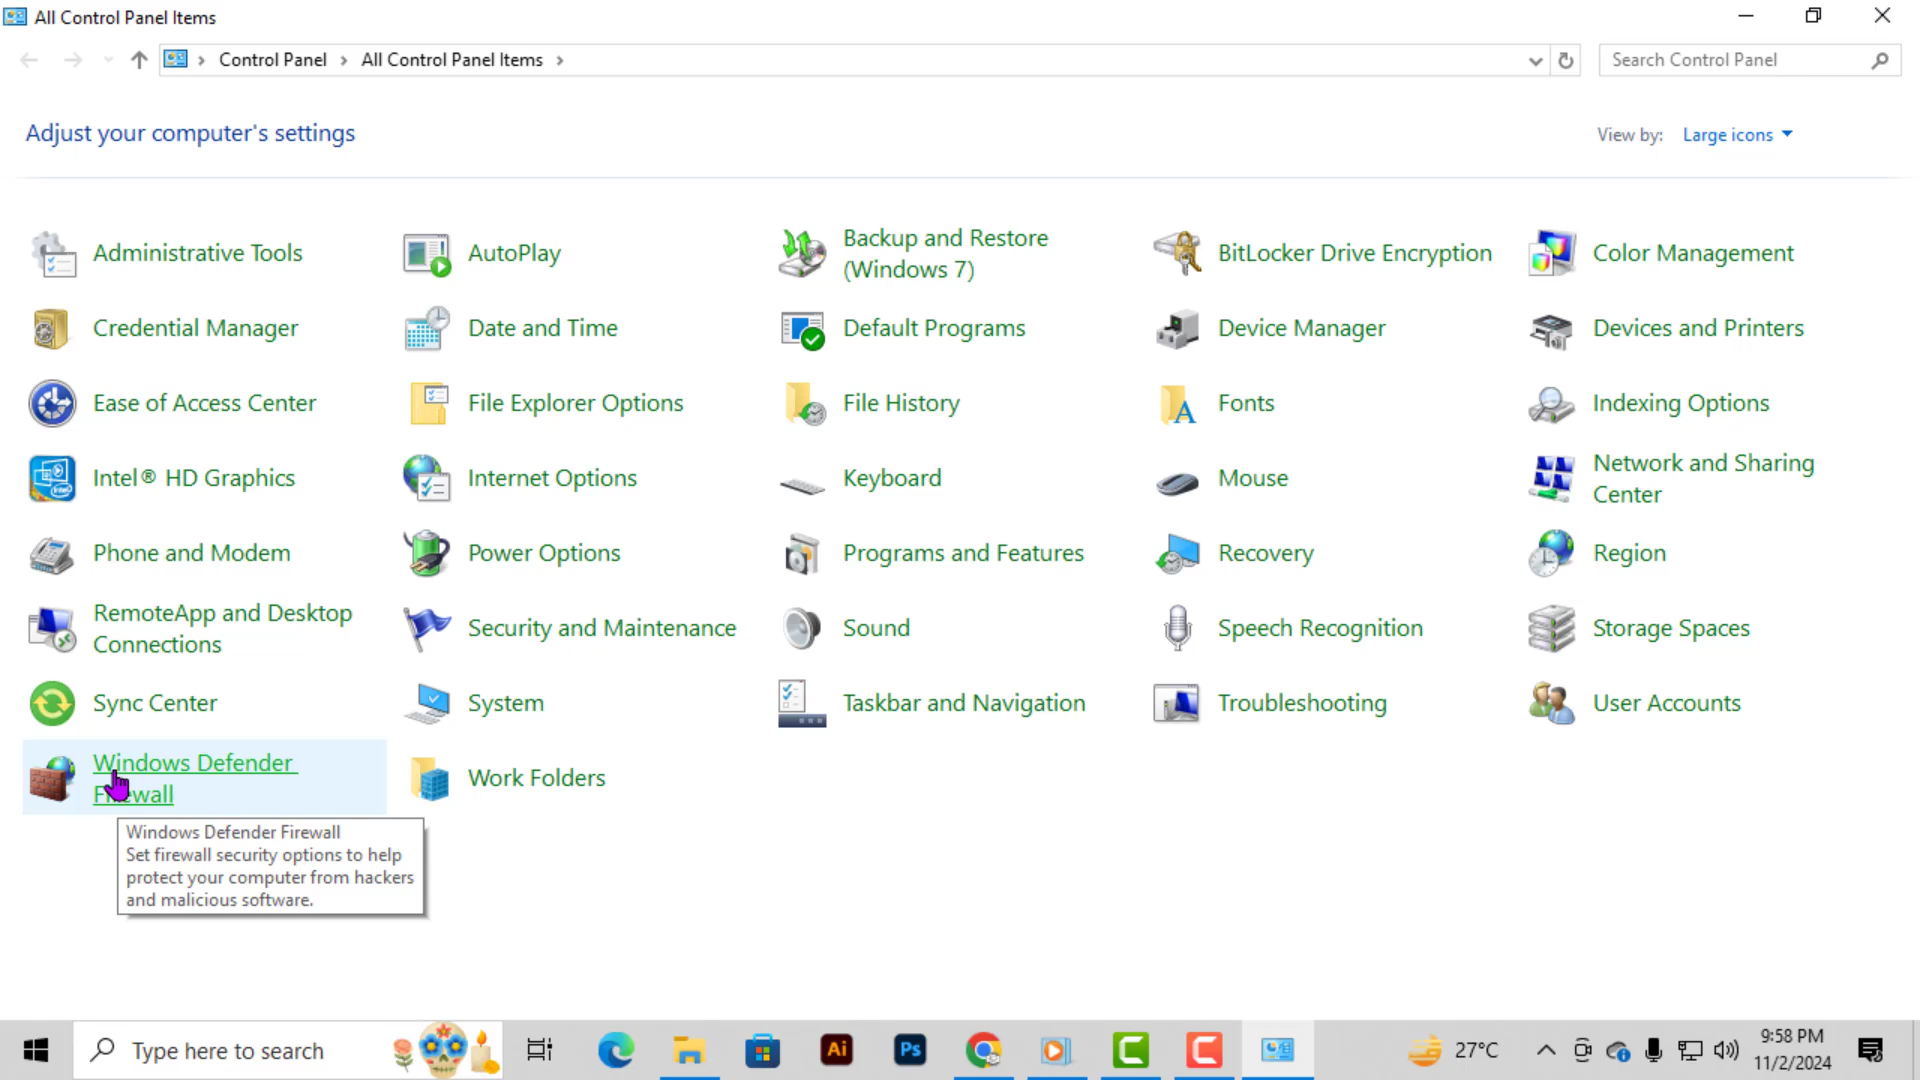 All Control Panel Items
Control Panel
All Control Panel Items
Search Control Panel
Adjust your computer's settings
View by: Large icons
Administrative Tools
AutoPlay
Backup and Restore
(Windows 7)
BitLocker Drive Encryption
Color Management
Credential Manager
Date and Time
Default Programs
Device Manager
Devices and Printers
Ease of Access Center
File Explorer Options
File History
Fonts
Indexing Options
Intel® HD Graphics
Internet Options
Keyboard
Mouse
Network and Sharing
Center
Phone and Modem
Power Options
Programs and Features
Recovery
Region
RemoteApp and Desktop
Connections
Security and Maintenance
Sound
Speech Recognition
Storage Spaces
Sync Center
System
Taskbar and Navigation
Troubleshooting
User Accounts
Windows Defender
Firewall
Work Folders
Windows Defender Firewall
Set firewall security options to help
protect your computer from hackers
and malicious software.
Type here to search
Ai
Ps
27°C
9:58 PM
11/2/2024